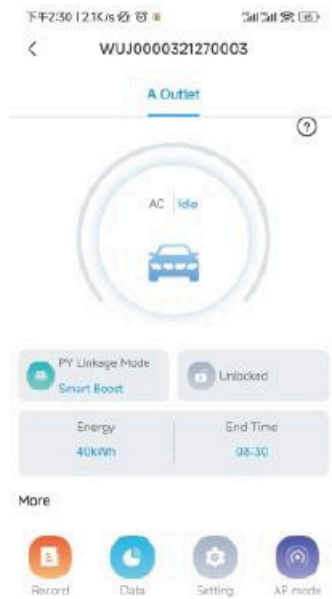 下午2:30 | 2.1K/s
WUJ0000321270003
A Outlet
AC | Idle
PV Linkage Mode
Smart Boost
Unlocked
Energy
40kWh
End Time
08:30
More
Record
Data
Setting
AP mode